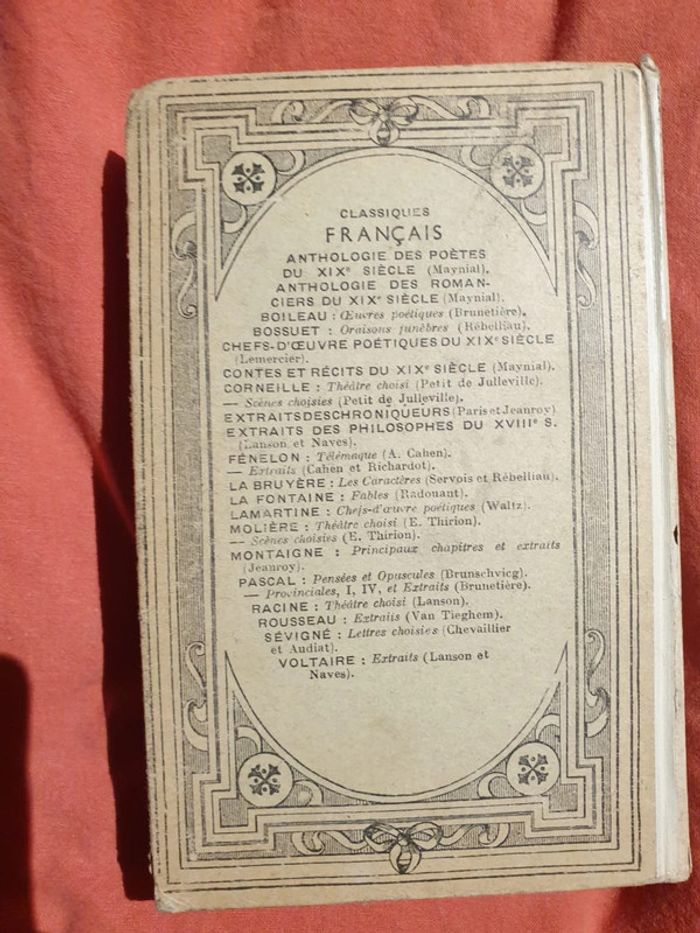 CLASSIQUES
FRANÇAIS
ANTHOLOGIE DES POÈTES
DU XIXᵉ SIÈCLE (Maynial).
ANTHOLOGIE DES ROMAN-
CIERS DU XIXᵉ SIÈCLE (Maynial).
BOILEAU : Œuvres poétiques (Brunetière).
BOSSUET : Oraisons funèbres (Rébelliau).
CHEFS-D'ŒUVRE POÉTIQUES DU XIXᵉ SIÈCLE
(Lemercier).
CONTES ET RÉCITS DU XIXᵉ SIÈCLE (Maynial).
CORNEILLE : Théâtre choisi (Petit de Julleville).
— Scènes choisies (Petit de Julleville).
EXTRAITS DES CHRONIQUEURS (Paris et Jeanroy)
EXTRAITS DES PHILOSOPHES DU XVIIIᵉ S.
(Lanson et Naves).
FÉNELON : Télémaque (A. Cahen).
— Extraits (Cahen et Richardot).
LA BRUYÈRE : Les Caractères (Servois et Rébelliau).
LA FONTAINE : Fables (Radouant).
LAMARTINE : Chefs-d'œuvre poétiques (Waltz).
MOLIÈRE : Théâtre choisi (E. Thirion).
— Scènes choisies (E. Thirion).
MONTAIGNE : Principaux chapitres et extraits
(Jeanroy).
PASCAL : Pensées et Opuscules (Brunschvicg).
— Provinciales, I, IV, et Extraits (Brunetière).
RACINE : Théâtre choisi (Lanson).
ROUSSEAU : Extraits (Van Tieghem).
SÉVIGNÉ : Lettres choisies (Chevaillier
et Audiat).
VOLTAIRE : Extraits (Lanson et
Naves).